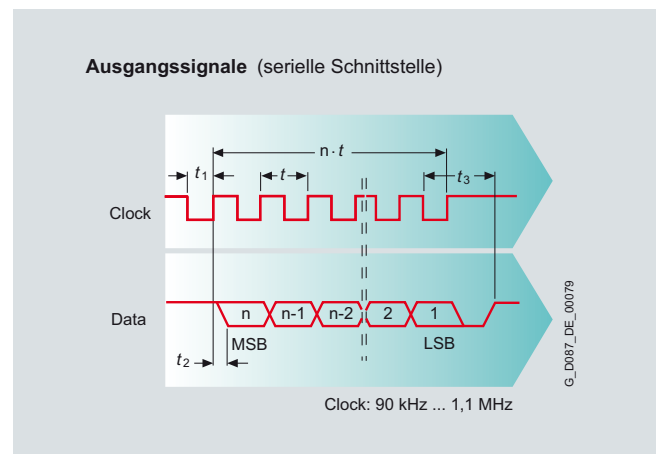 Ausgangssignale (serielle Schnittstelle)
n · t
t1
t
t3
Clock
Data
n
n-1
n-2
2
1
MSB
LSB
t2
Clock: 90 kHz ... 1,1 MHz
G_D087_DE_00079